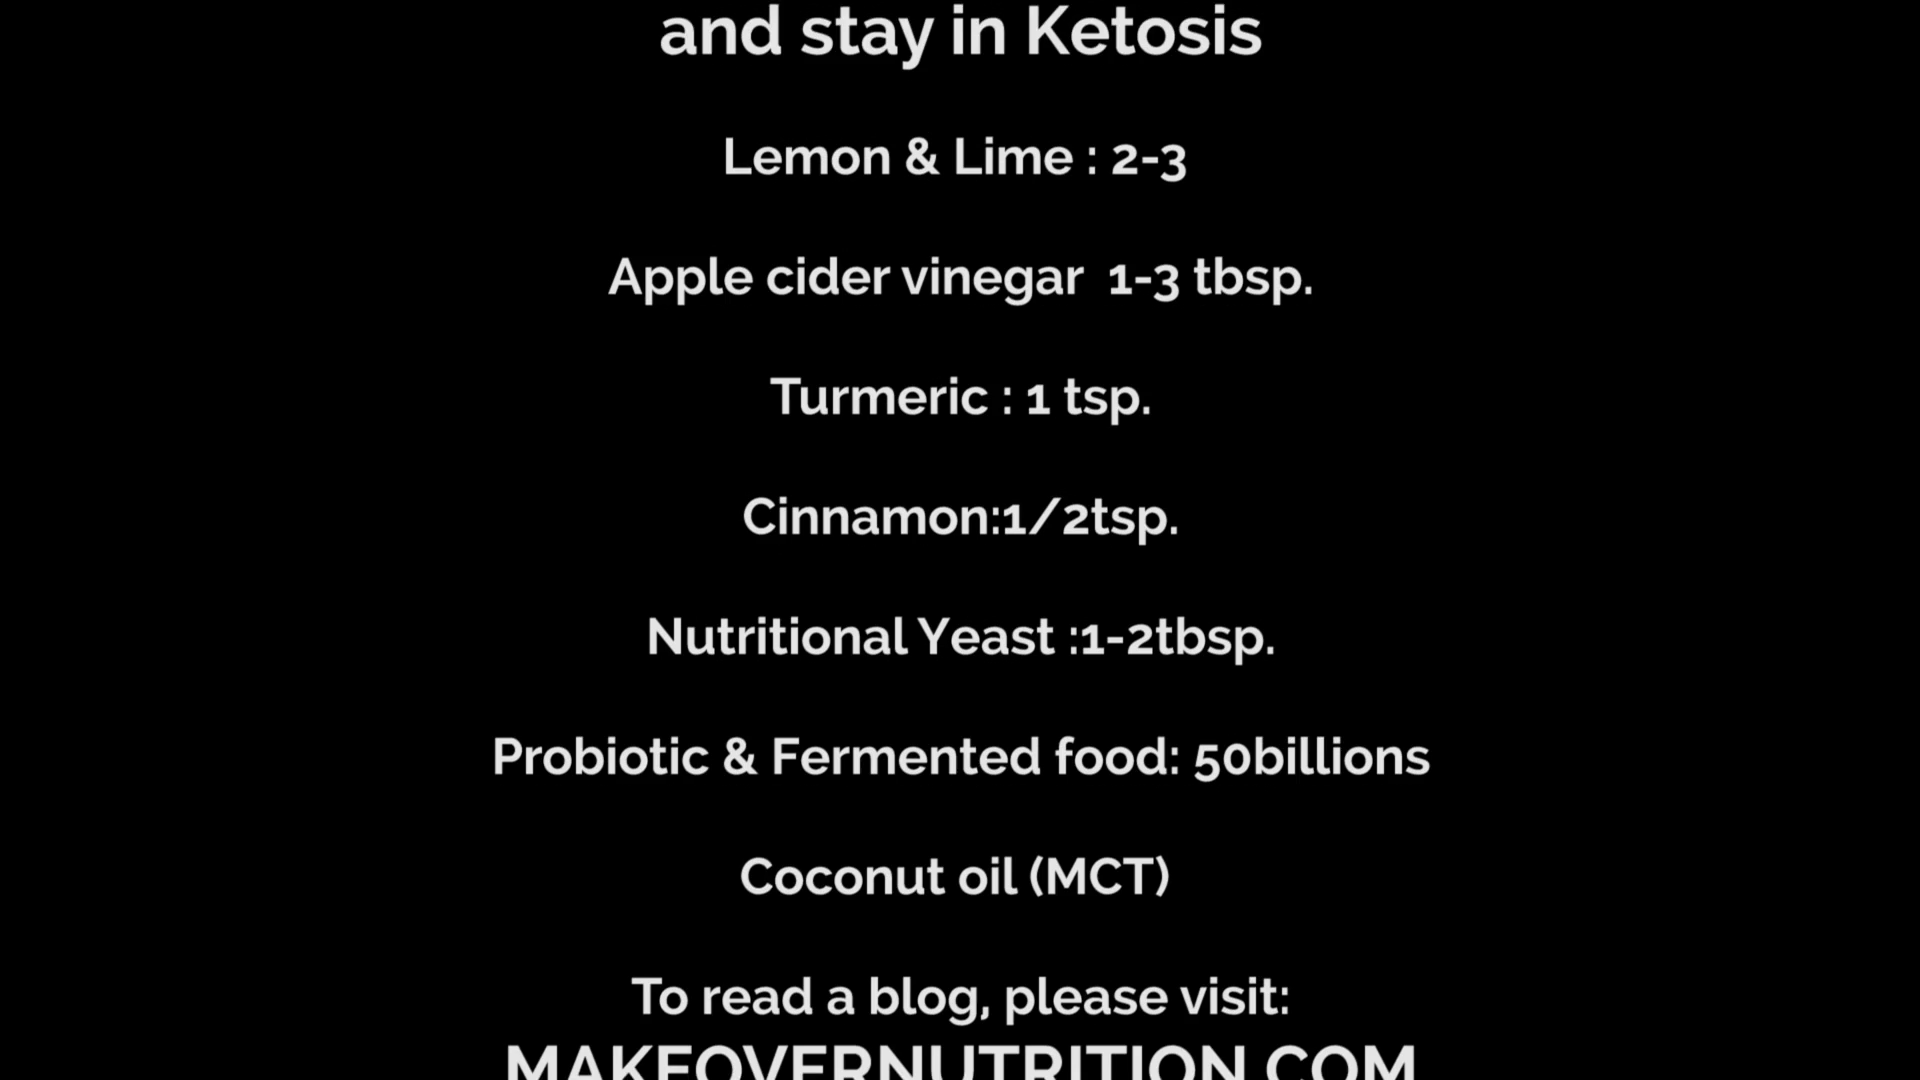 and stay in Ketosis
Lemon & Lime : 2-3
Apple cider vinegar  1-3 tbsp.
Turmeric : 1 tsp.
Cinnamon:1/2tsp.
Nutritional Yeast :1-2tbsp.
Probiotic & Fermented food: 50billions
Coconut oil (MCT)
To read a blog, please visit:
MAKEOVERNUTRITION.COM